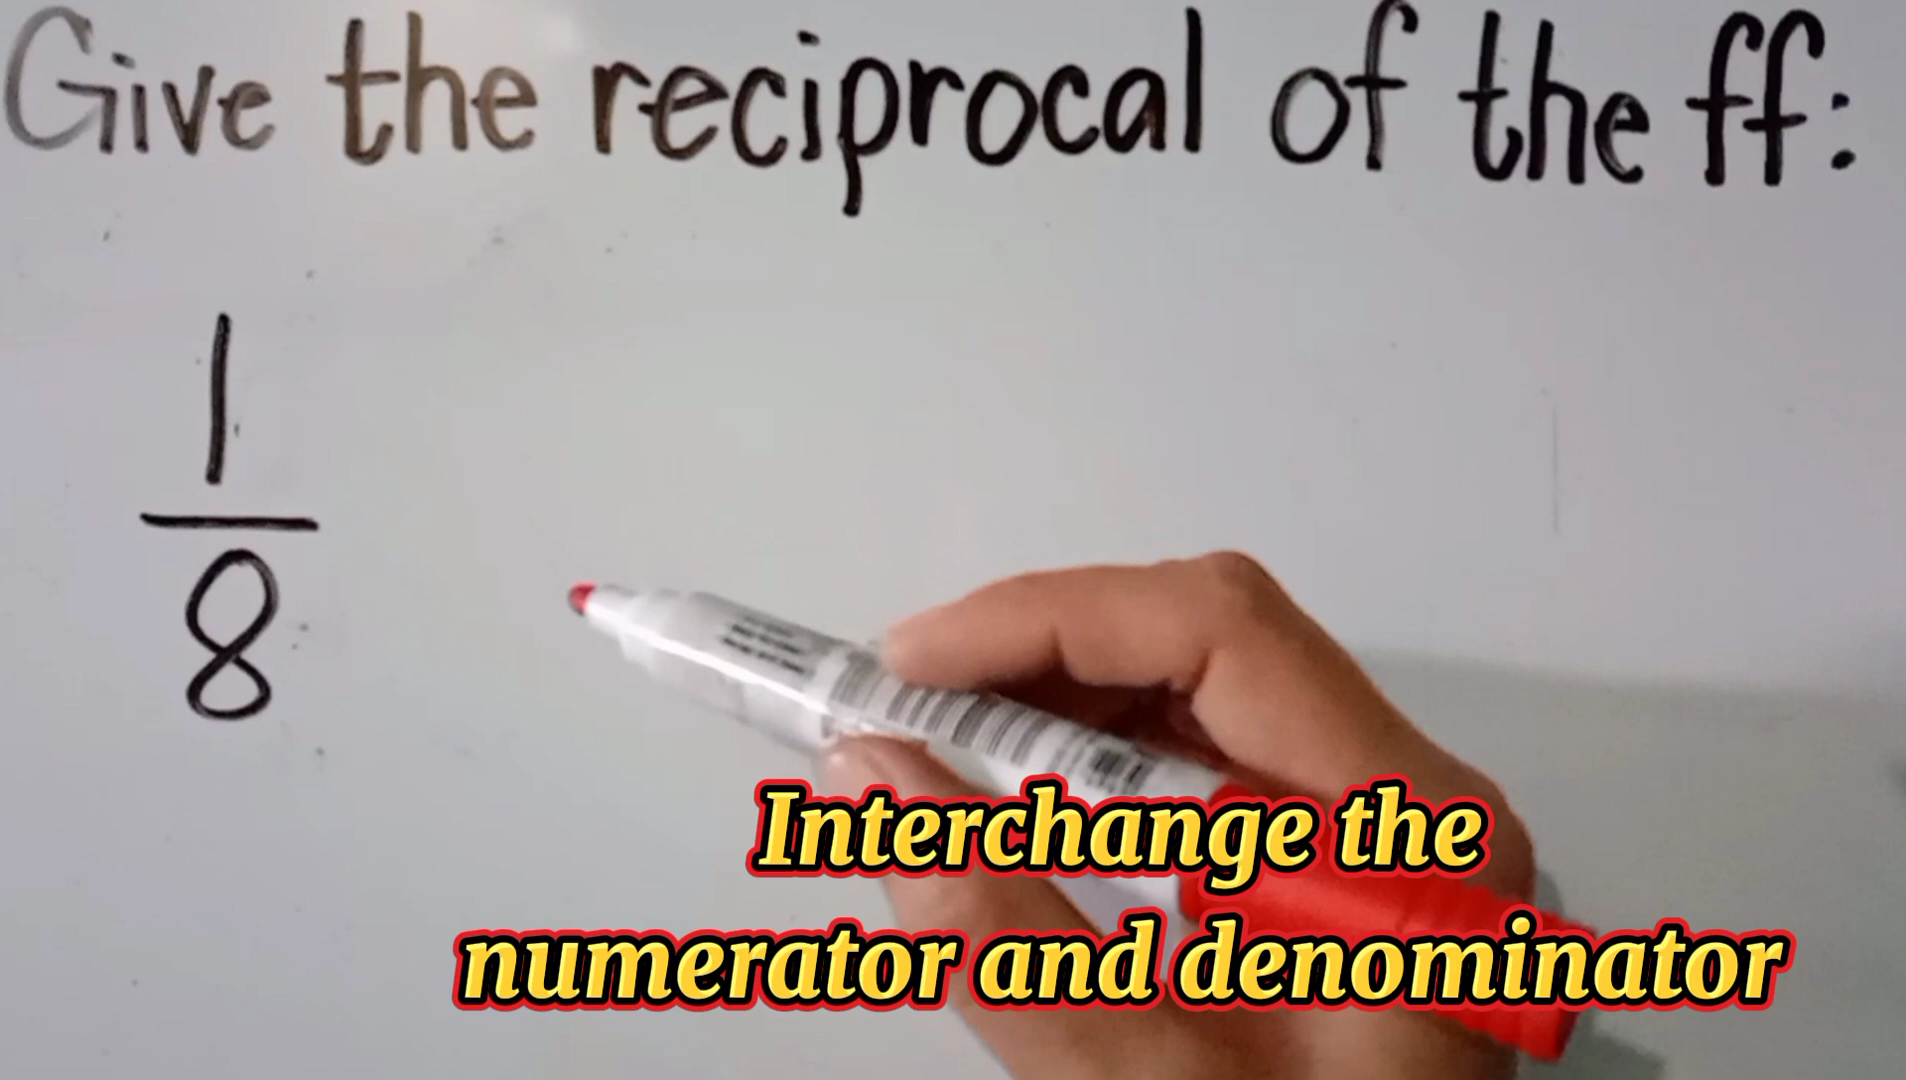 Give the reciprocal of the ff:
1
8
Interchange the
numerator and denominator